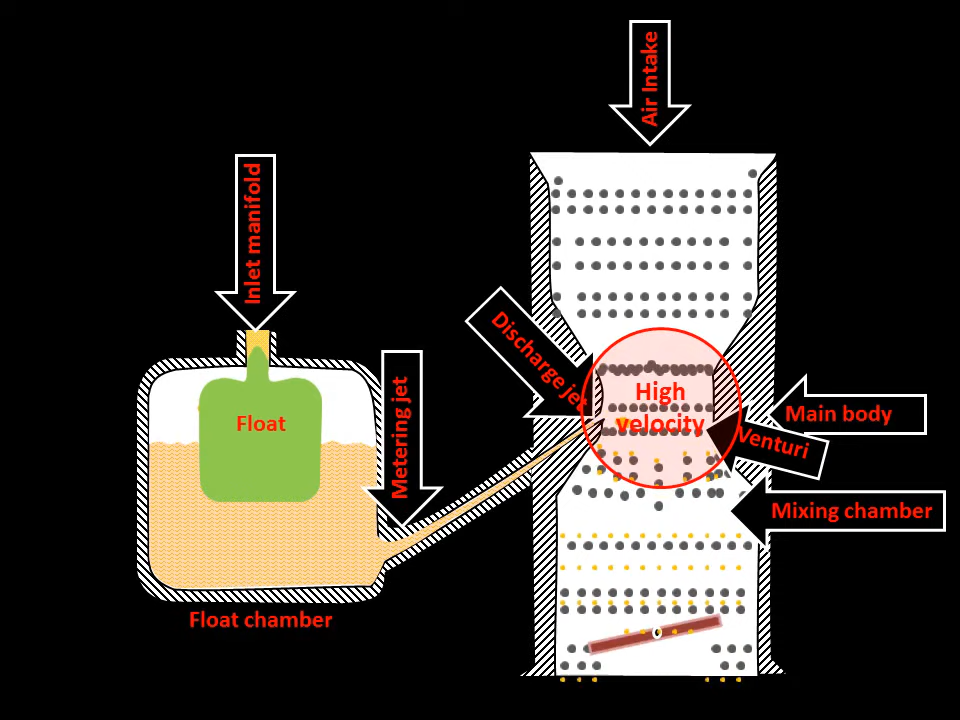 Air Intake
Inlet manifold
Discharge jet
Metering jet
Float
High
velocity
Main body
Venturi
Mixing chamber
Float chamber